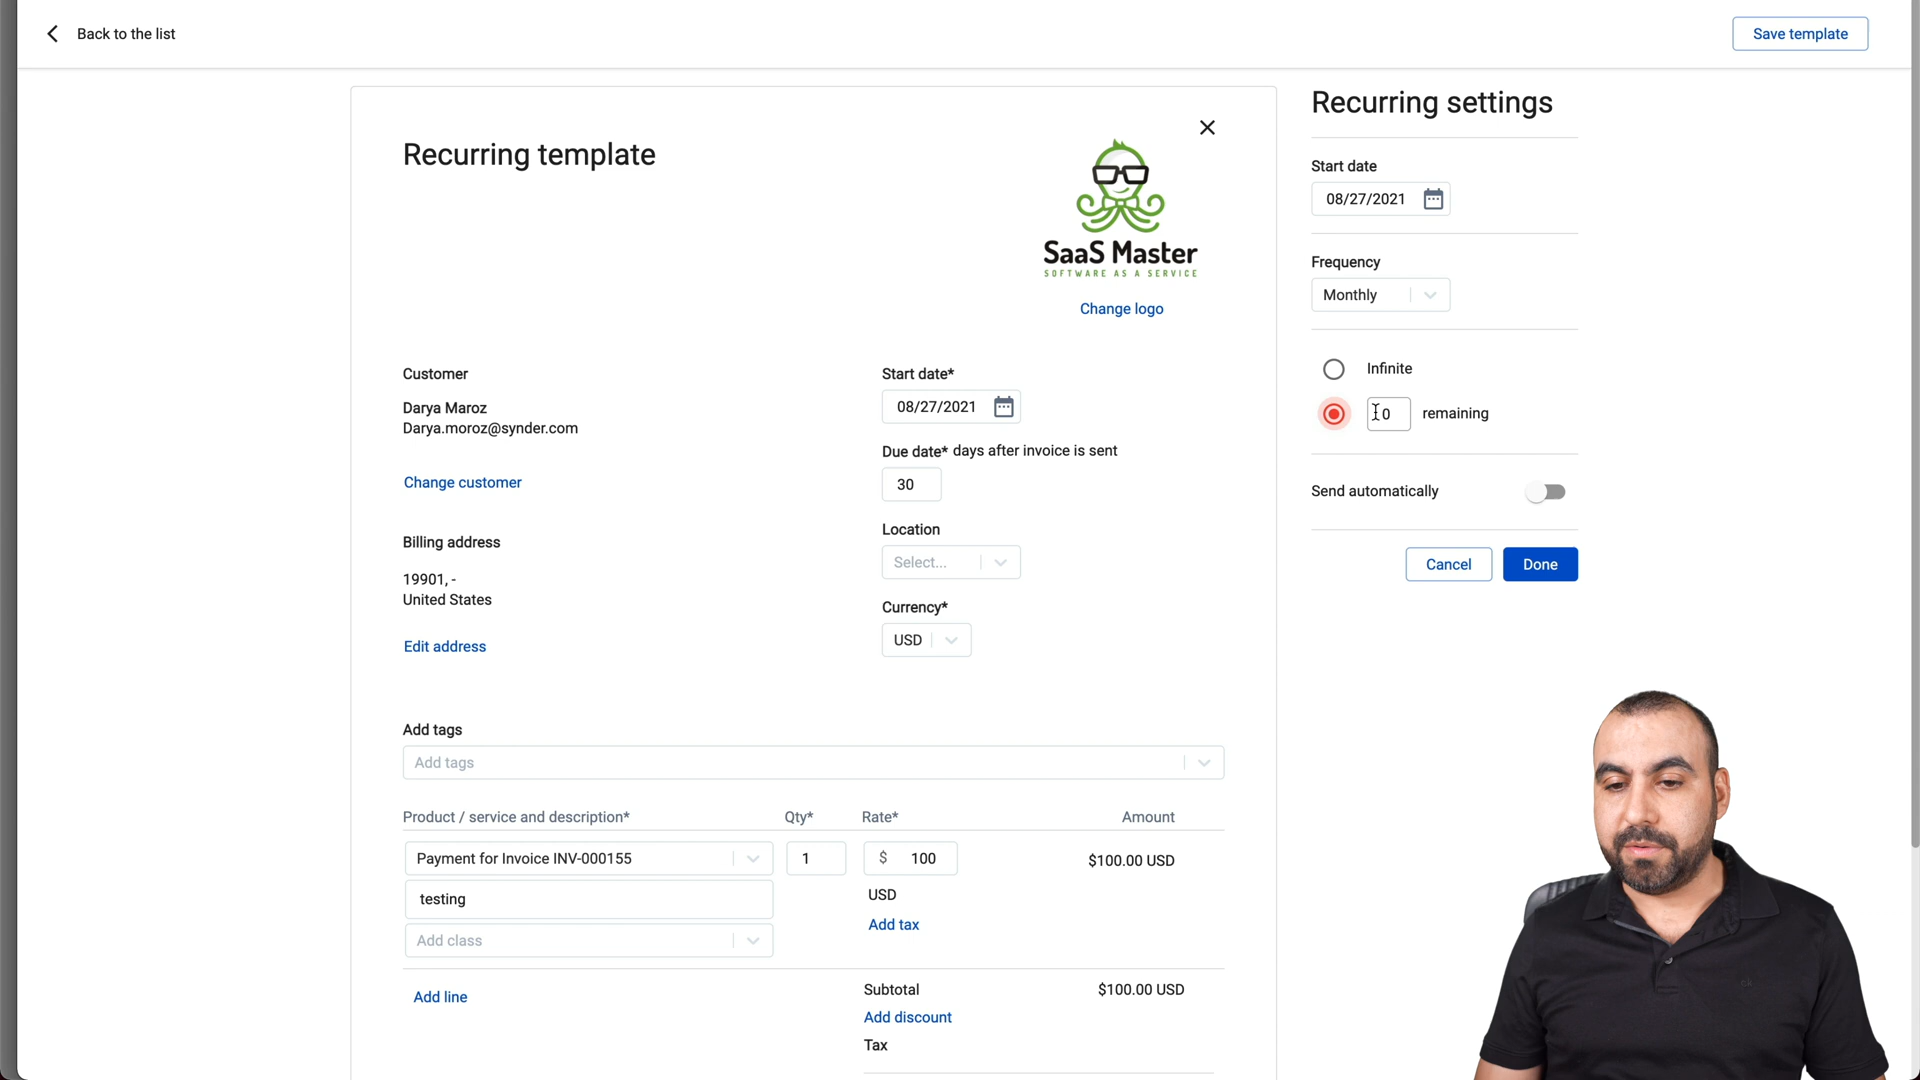 Back to the list
Save template
Recurring template
SaaS Master
SOFTWARE AS A SERVICE
Change logo
Customer
Darya Maroz
Darya.moroz@synder.com
Change customer
Billing address
19901, -
United States
Edit address
Start date*
08/27/2021
Due date* days after invoice is sent
30
Location
Select...
Currency*
USD
Add tags
Add tags
Product / service and description* Qty* Rate* Amount
Payment for Invoice INV-000155 1 $ 100 $100.00 USD
testing
USD
Add class
Add tax
Add line
Subtotal $100.00 USD
Add discount
Tax
Recurring settings
Start date
08/27/2021
Frequency
Monthly
Infinite
0 remaining
Send automatically
Cancel Done